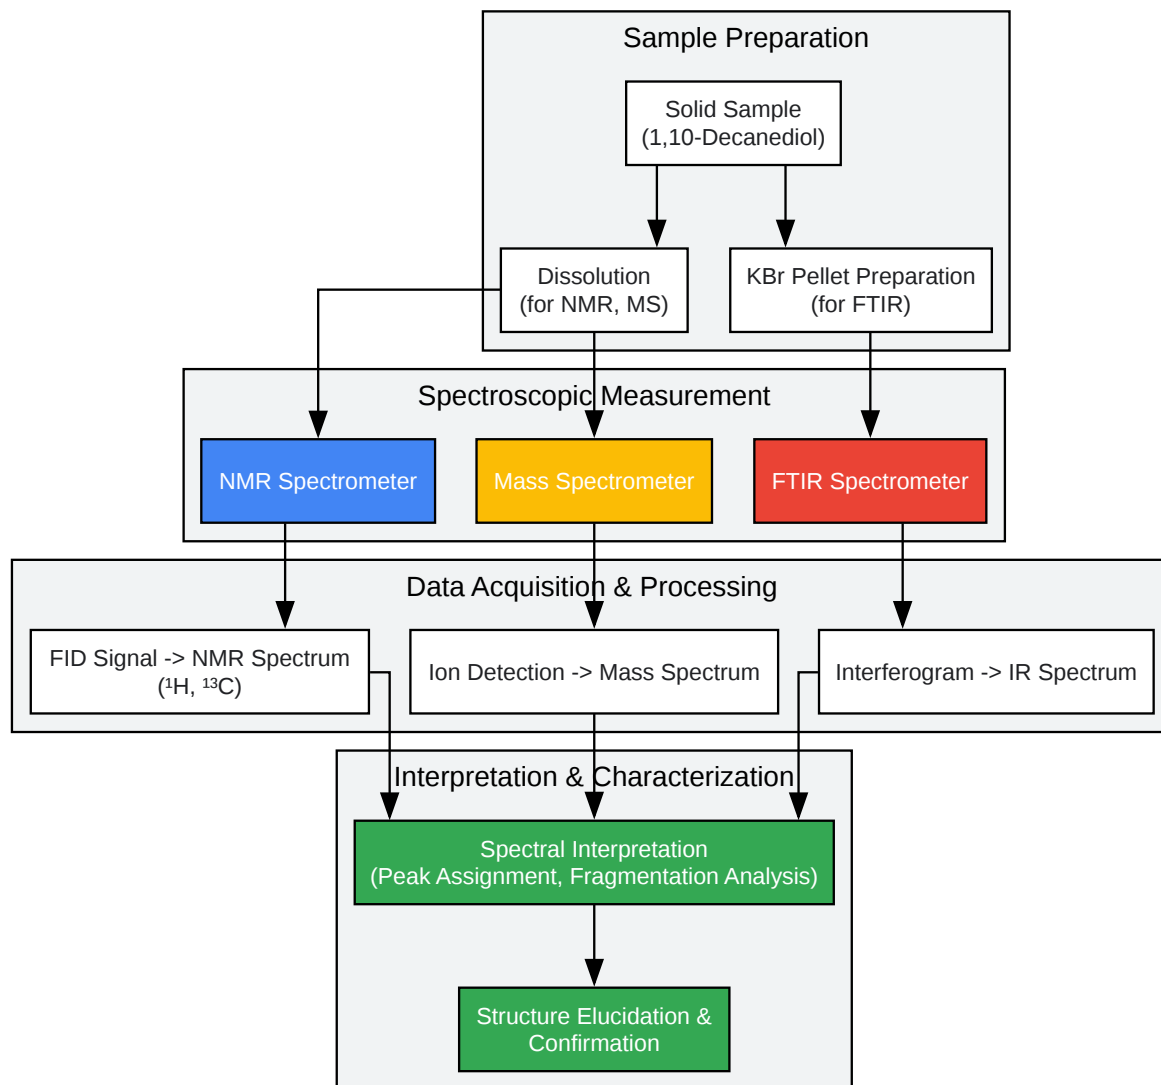 Sample Preparation
Solid Sample
(1,10-Decanediol)
Dissolution
(for NMR, MS)
KBr Pellet Preparation
(for FTIR)
Spectroscopic Measurement
NMR Spectrometer
Mass Spectrometer
FTIR Spectrometer
Data Acquisition & Processing
FID Signal -> NMR Spectrum
(¹H, ¹³C)
Ion Detection -> Mass Spectrum
Interferogram -> IR Spectrum
Interpretation & Characterization
Spectral Interpretation
(Peak Assignment, Fragmentation Analysis)
Structure Elucidation &
Confirmation